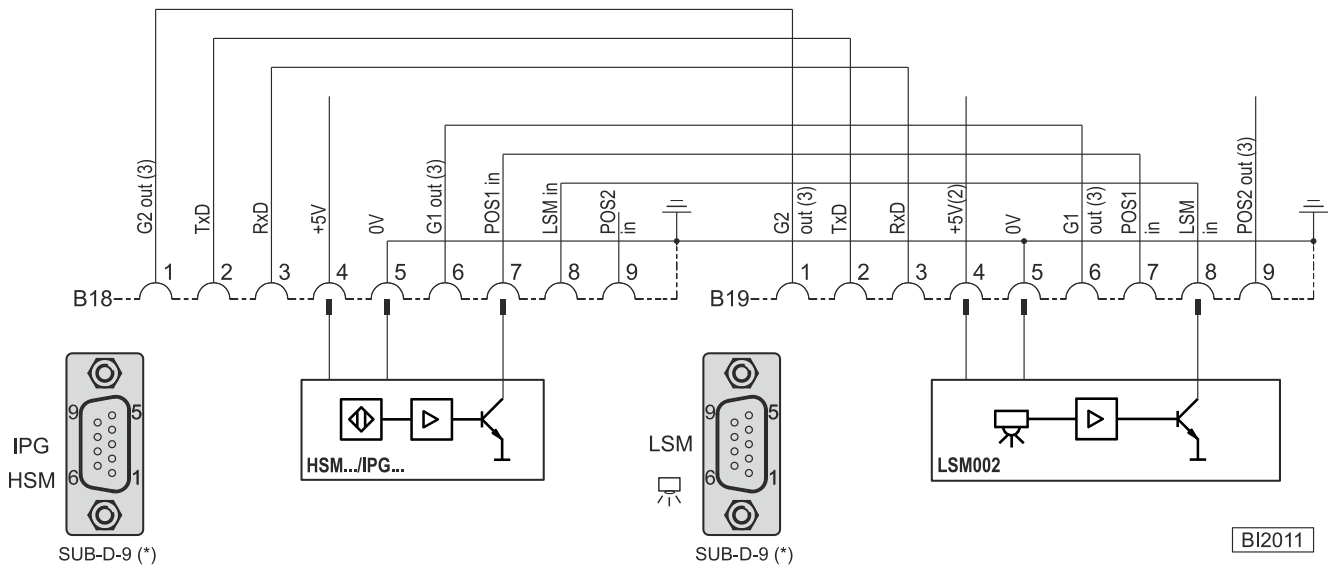 G2 out (3)
TxD
RxD
+5V
0V
G1 out (3)
POS1 in
LSM in
POS2
in
G2
out (3)
TxD
RxD
+5V(2)
0V
G1
out (3)
POS1
in
LSM
in
POS2 out (3)
B18 1 2 3 4 5 6 7 8 9
B19 1 2 3 4 5 6 7 8 9
9 5
6 1
IPG
HSM
SUB-D-9 (*)
HSM.../IPG...
9 5
6 1
LSM
SUB-D-9 (*)
LSM002
BI2011